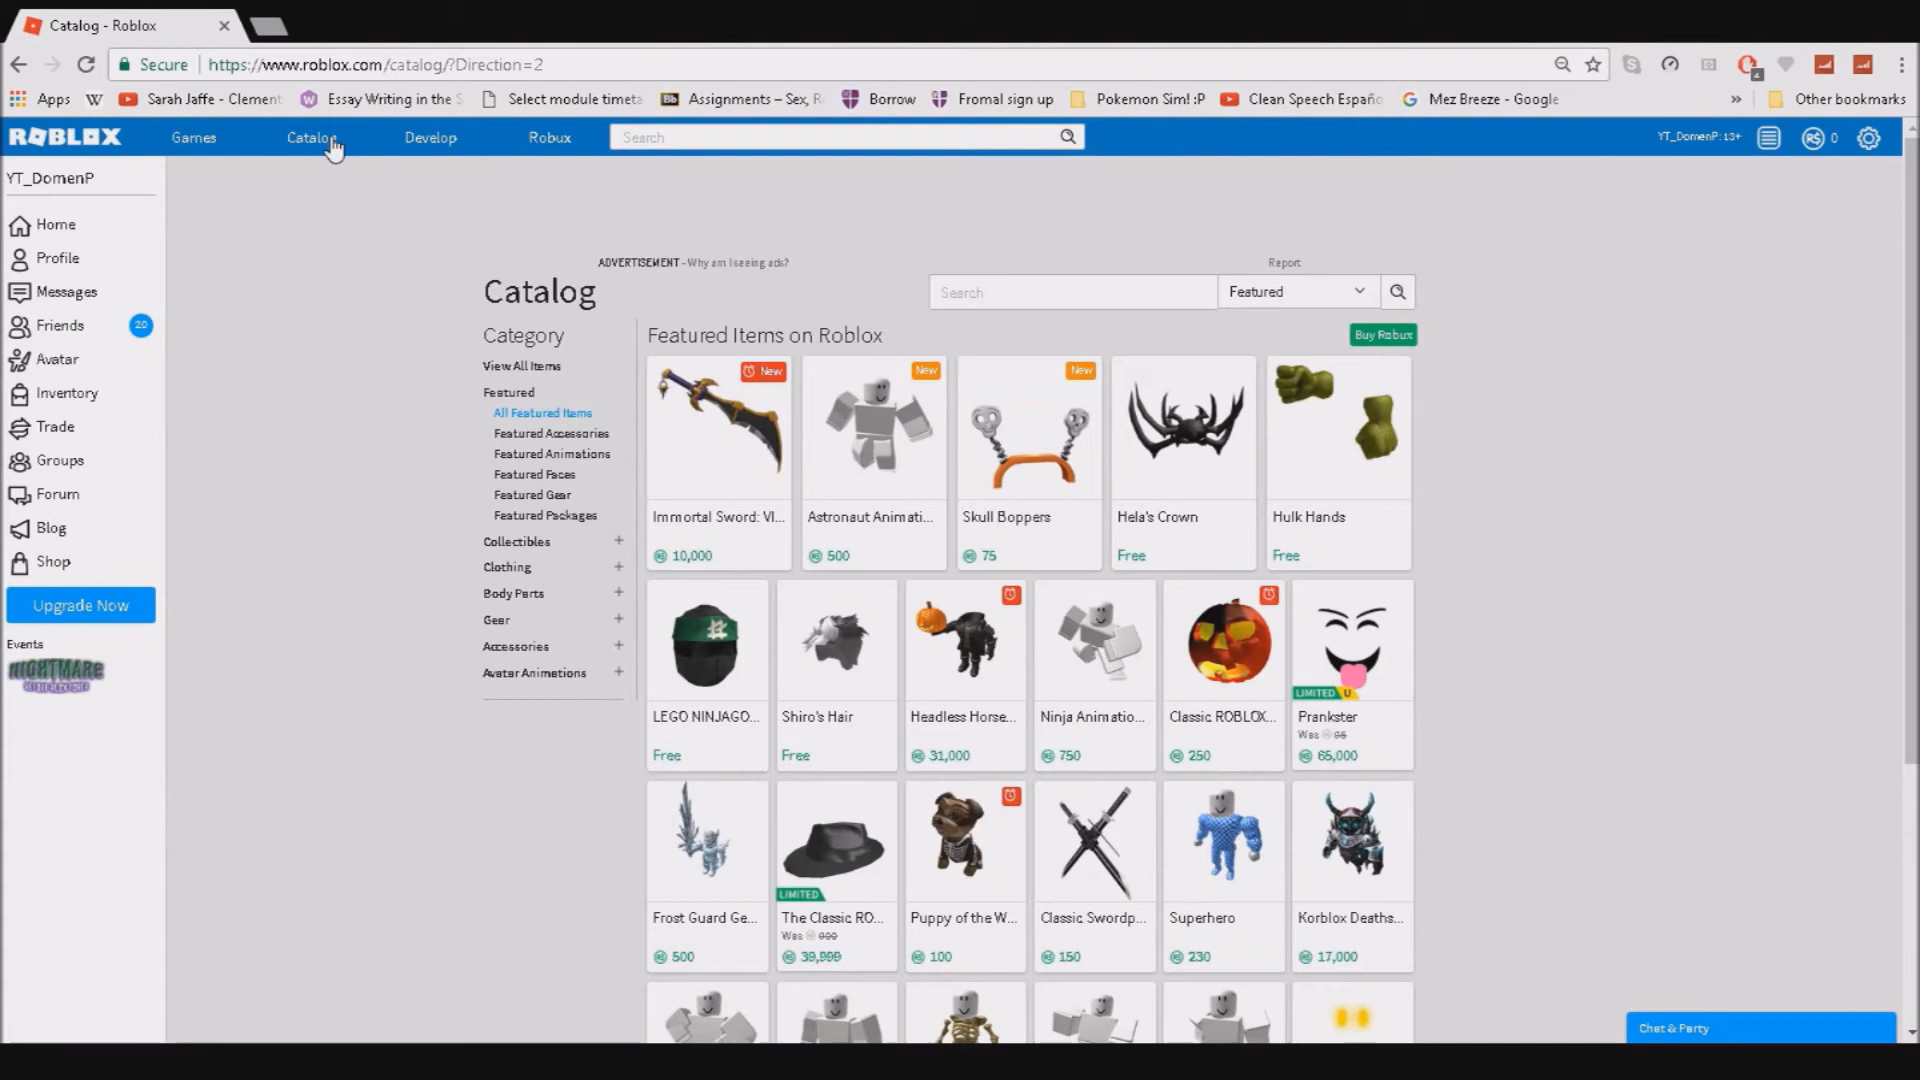 Catalog - Roblox
Secure https://www.roblox.com/catalog/?Direction=2
Apps Sarah Jaffe - Clement Essay Writing in the S Select module timeta Assignments – Sex, R Borrow Fromal sign up Pokemon Sim! :P Clean Speech Españo Mez Breeze - Google » Other bookmarks
ROBLOX Games Catalog Develop Robux Search YT_DomenP: 13+ 0
YT_DomenP
Home
Profile
Messages
Friends 20
Avatar
Inventory
Trade
Groups
Forum
Blog
Shop
Upgrade Now
Events
NIGHTMARE
ADVERTISEMENT - Why am I seeing ads? Report
Catalog
Search Featured
Category
View All Items
Featured
All Featured Items
Featured Accessories
Featured Animations
Featured Faces
Featured Gear
Featured Packages
Collectibles +
Clothing +
Body Parts +
Gear +
Accessories +
Avatar Animations +
Featured Items on Roblox Buy Robux
New New New
Immortal Sword: VI... Astronaut Animati... Skull Boppers Hela's Crown Hulk Hands
10,000 500 75 Free Free
LIMITED U
LEGO NINJAGO... Shiro's Hair Headless Horse... Ninja Animatio... Classic ROBLOX... Prankster
Was 95
Free Free 31,000 750 250 65,000
LIMITED
Frost Guard Ge... The Classic RO... Puppy of the W... Classic Swordp... Superhero Korblox Deaths...
Was 900
500 39,999 100 150 230 17,000
Chat & Party